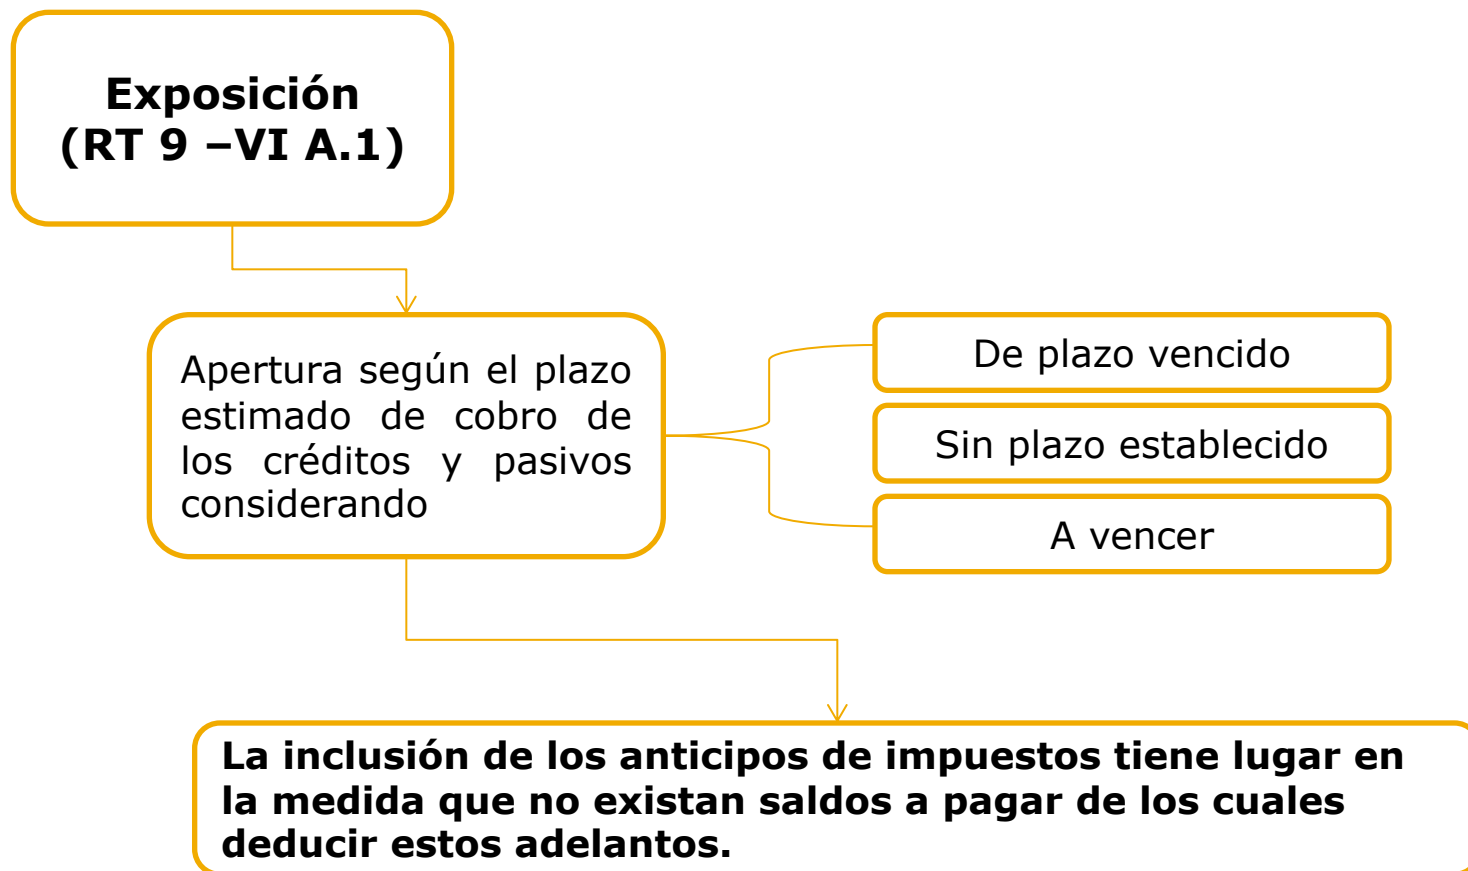 Exposición
(RT 9 –VI A.1)
Apertura según el plazo
estimado de cobro de
los créditos y pasivos
considerando
De plazo vencido
Sin plazo establecido
A vencer
La inclusión de los anticipos de impuestos tiene lugar en
la medida que no existan saldos a pagar de los cuales
deducir estos adelantos.